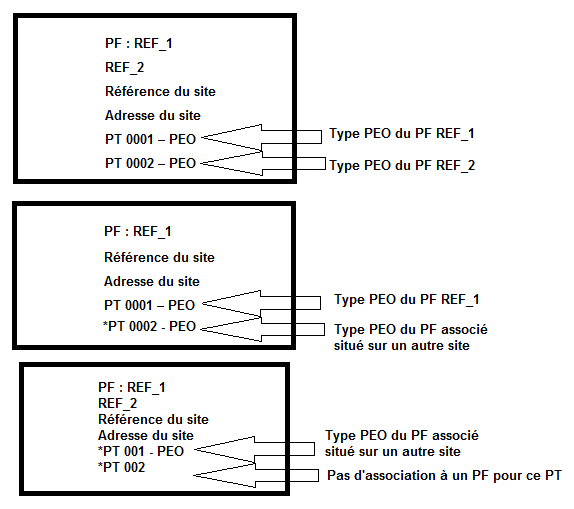 PF : REF_1
REF_2
Référence du site
Adresse du site
PT 0001 – PEO
Type PEO du PF REF_1
PT 0002 – PEO
Type PEO du PF REF_2
PF : REF_1
Référence du site
Adresse du site
PT 0001 – PEO
Type PEO du PF REF_1
*PT 0002 - PEO
Type PEO du PF associé
situé sur un autre site
PF : REF_1
REF_2
Référence du site
Adresse du site
*PT 001 - PEO
Type PEO du PF associé
situé sur un autre site
*PT 002
Pas d'association à un PF pour ce PT